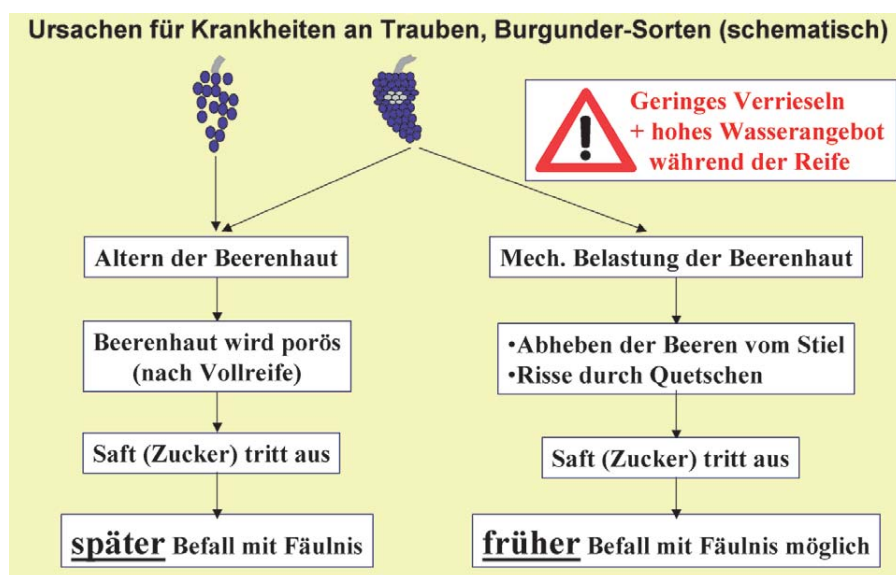 Ursachen für Krankheiten an Trauben, Burgunder-Sorten (schematisch)
Geringes Verrieseln
+ hohes Wasserangebot
während der Reife
Altern der Beerenhaut
Beerenhaut wird porös
(nach Vollreife)
Saft (Zucker) tritt aus
später Befall mit Fäulnis
Mech. Belastung der Beerenhaut
•Abheben der Beeren vom Stiel
•Risse durch Quetschen
Saft (Zucker) tritt aus
früher Befall mit Fäulnis möglich